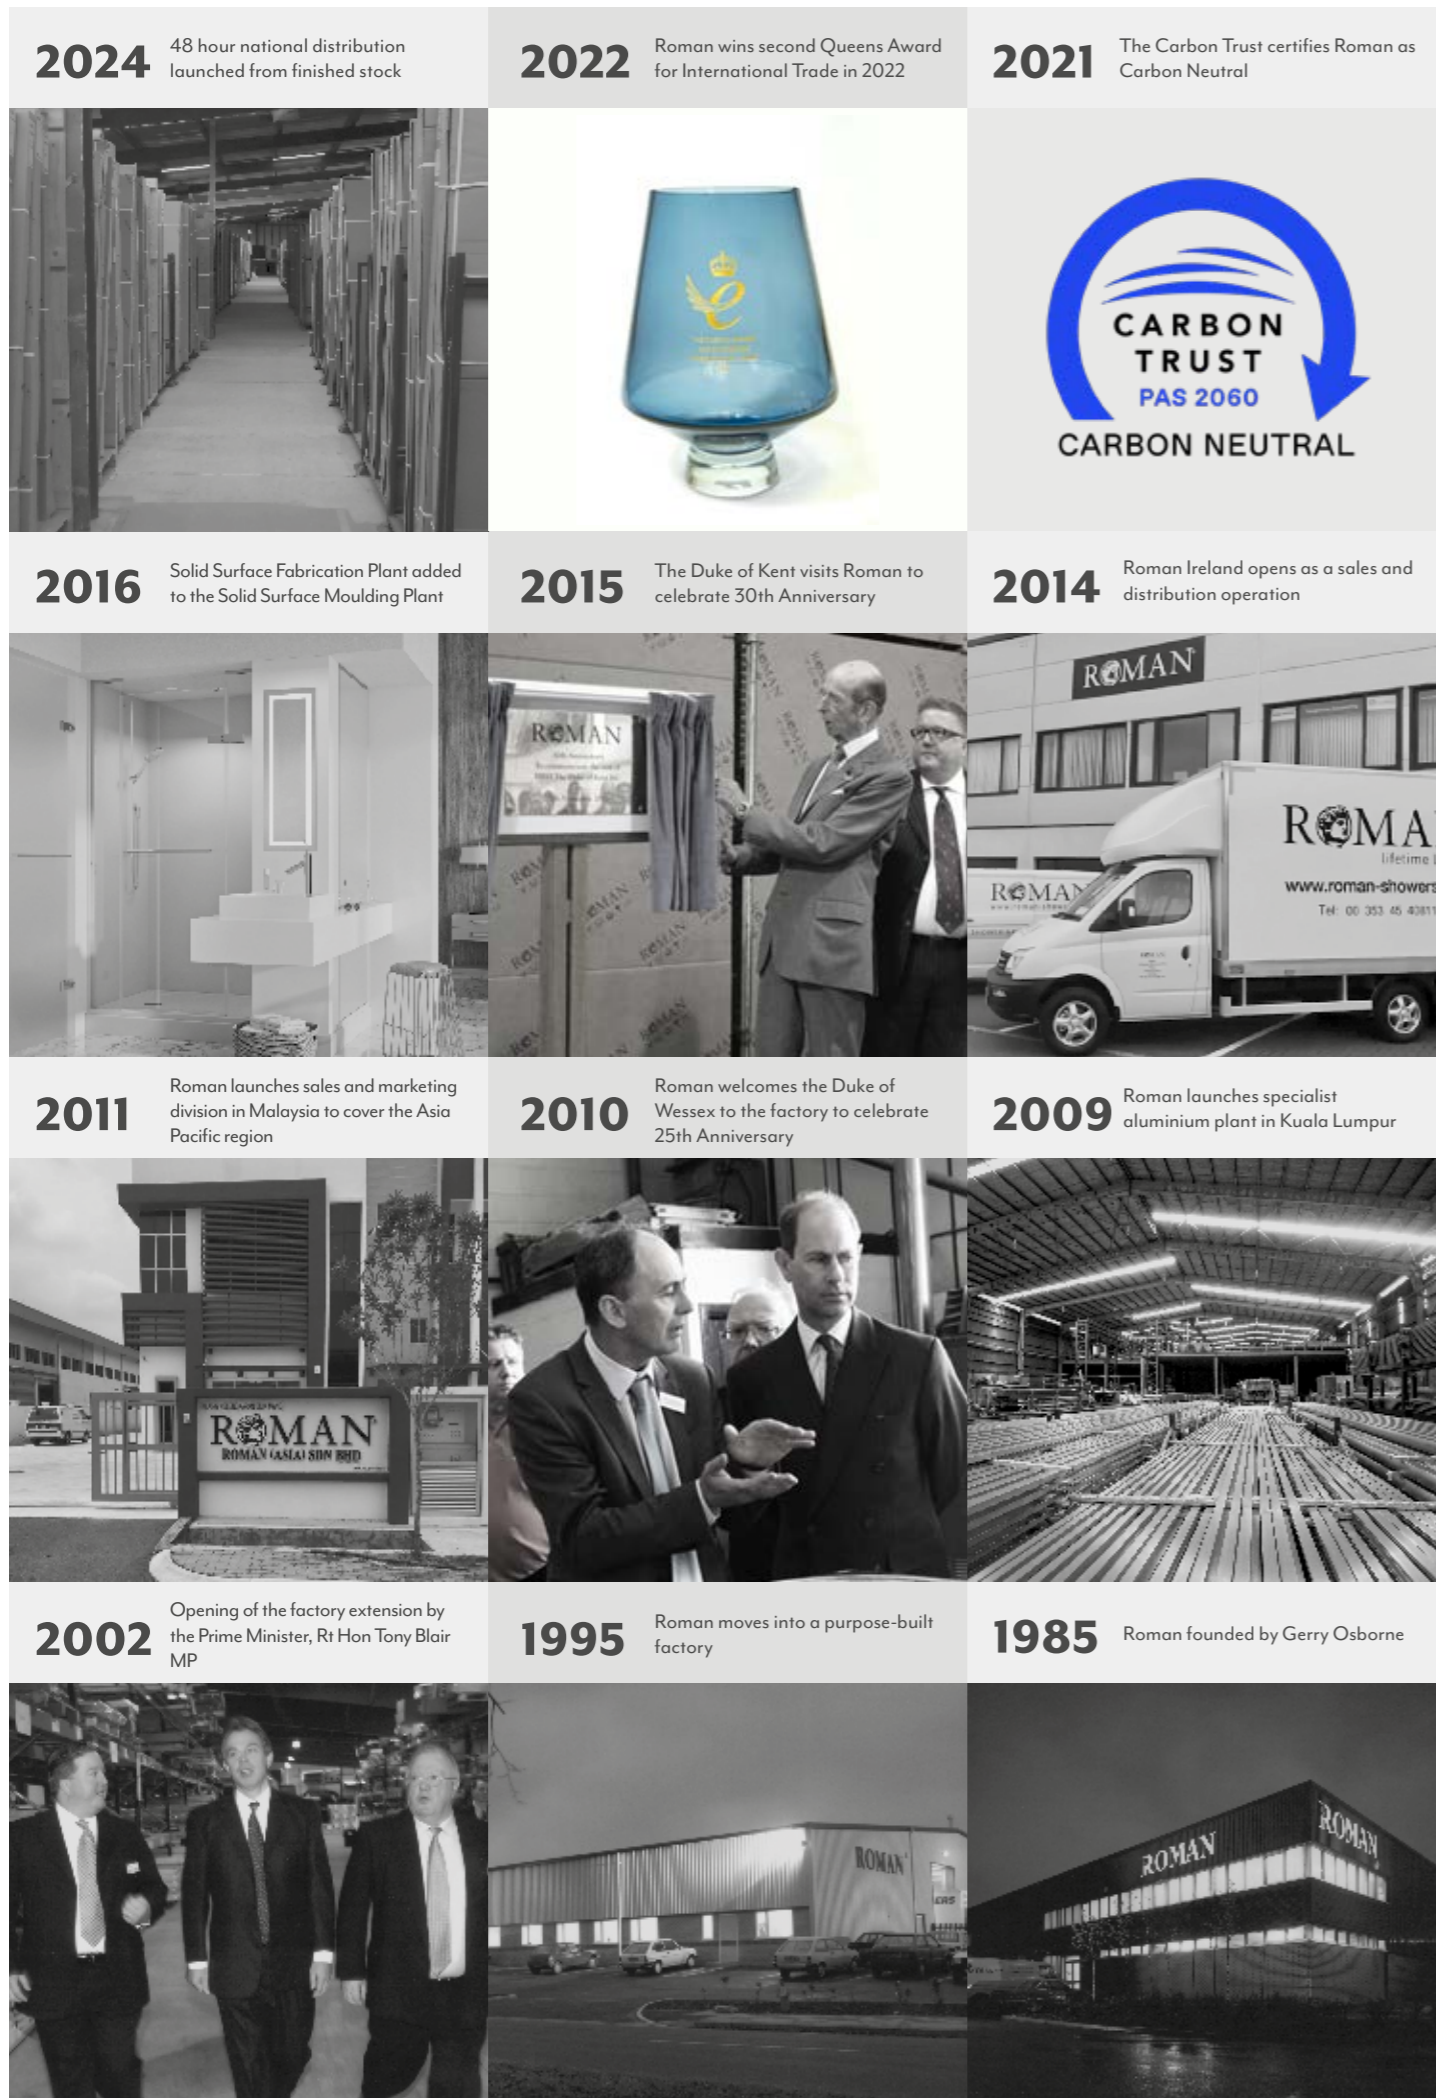 2024
48 hour national distribution
launched from finished stock
2022
Roman wins second Queens Award
for International Trade in 2022
2021
The Carbon Trust certifies Roman as
Carbon Neutral
CARBON
TRUST
PAS 2060
CARBON NEUTRAL
2016
Solid Surface Fabrication Plant added
to the Solid Surface Moulding Plant
2015
The Duke of Kent visits Roman to
celebrate 30th Anniversary
2014
Roman Ireland opens as a sales and
distribution operation
ROMAN
ROMAN
ROMAN
ROMA
lifetime
www.roman-showers
Tel: 00 353 45
2011
Roman launches sales and marketing
division in Malaysia to cover the Asia
Pacific region
2010
Roman welcomes the Duke of
Wessex to the factory to celebrate
25th Anniversary
2009
Roman launches specialist
aluminium plant in Kuala Lumpur
ROMAN
ROMAN (ASIA) SDN BHD
2002
Opening of the factory extension by
the Prime Minister, Rt Hon Tony Blair
MP
1995
Roman moves into a purpose-built
factory
1985
Roman founded by Gerry Osborne
ROMAN
ERS
ROMAN
ROMAN